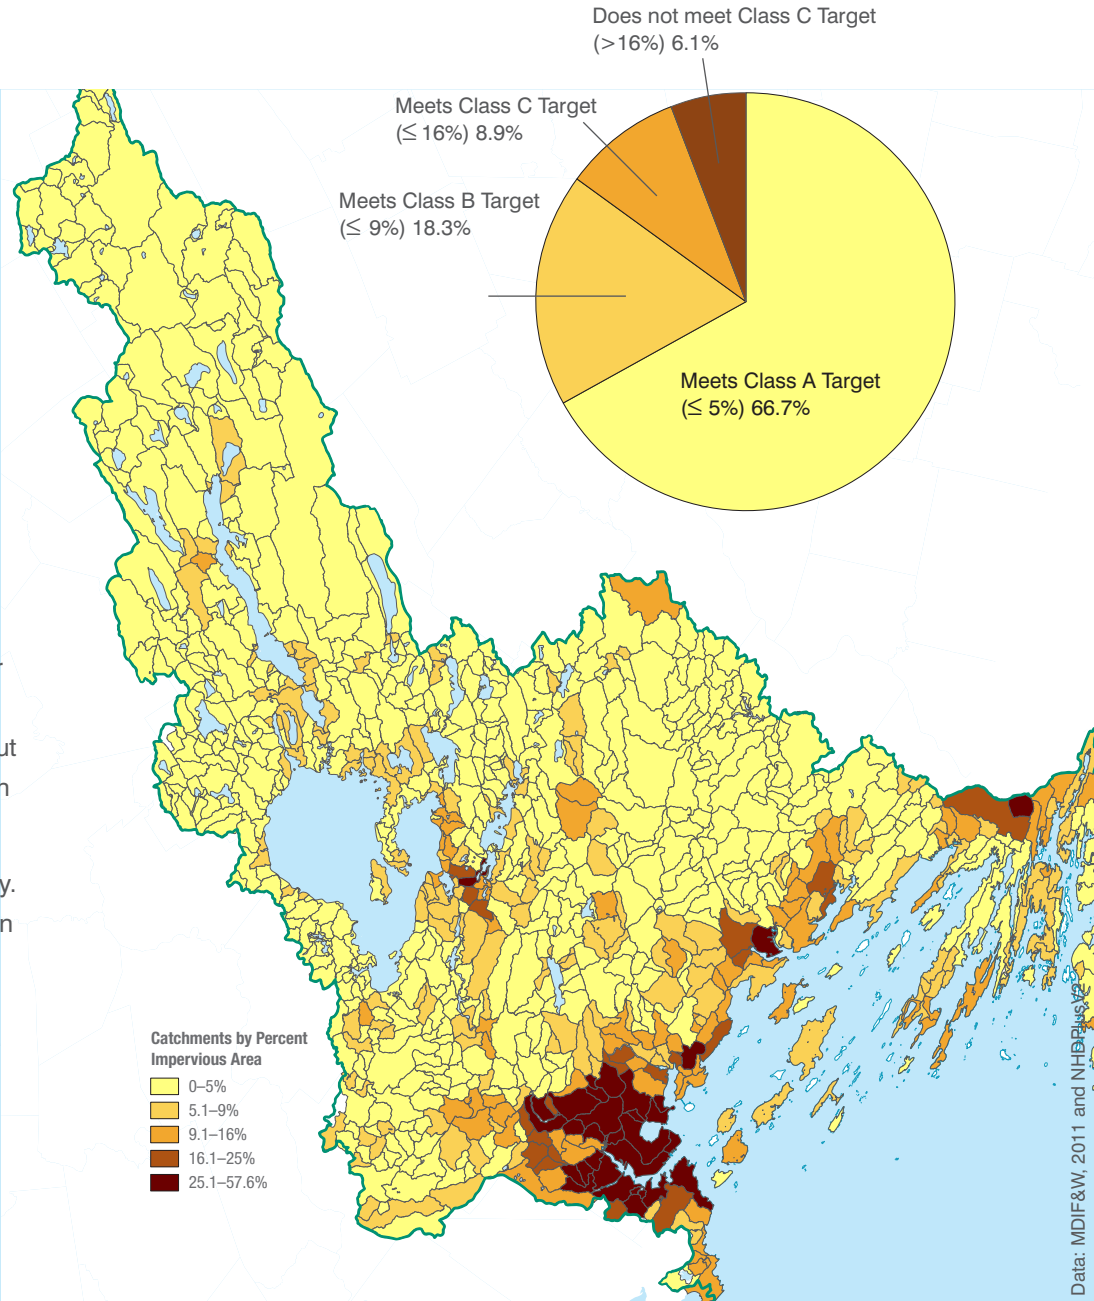 Does not meet Class C Target
(>16%) 6.1%
Meets Class C Target
(≤ 16%) 8.9%
Meets Class B Target
(≤ 9%) 18.3%
Meets Class A Target
(≤ 5%) 66.7%
r
ut
n
y.
n
Catchments by Percent
Impervious Area
0–5%
5.1–9%
9.1–16%
16.1–25%
25.1–57.6%
Data: MDIF&W, 2011 and NHDPlusV2